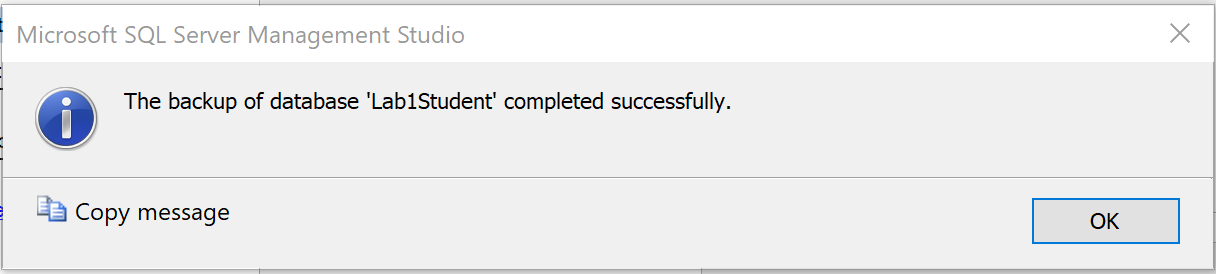 Microsoft SQL Server Management Studio
The backup of database 'Lab1Student' completed successfully.
Copy message
OK